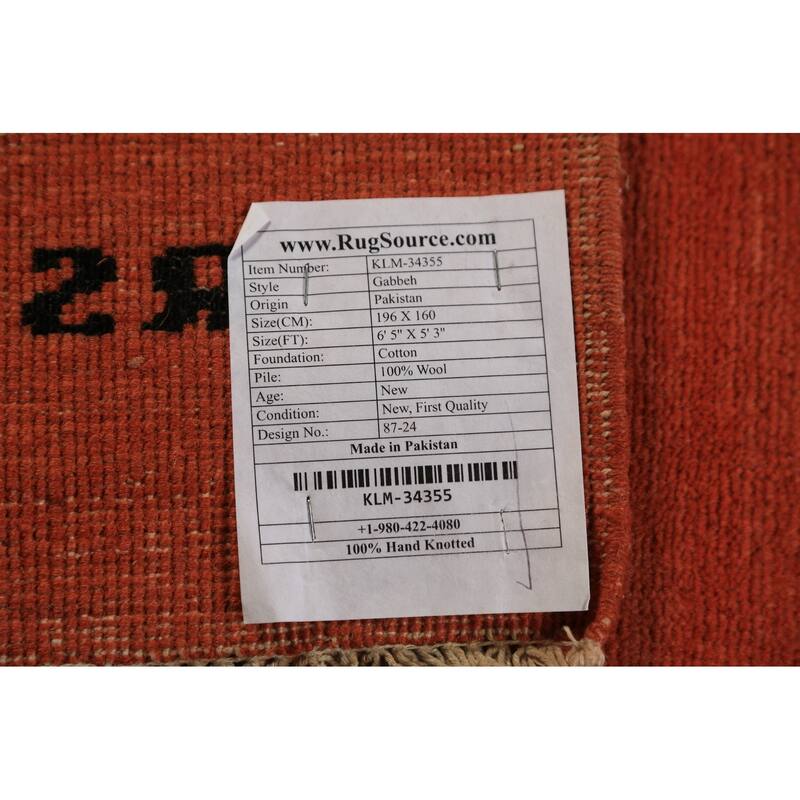 www.RugSource.com
Item Number: KLM-34355
Style Gabbeh
Origin Pakistan
Size(CM): 196 X 160
Size(FT): 6' 5" X 5' 3"
Foundation: Cotton
Pile: 100% Wool
Age: New
Condition: New, First Quality
Design No.: 87-24
Made in Pakistan
KLM-34355
+1-980-422-4080
100% Hand Knotted